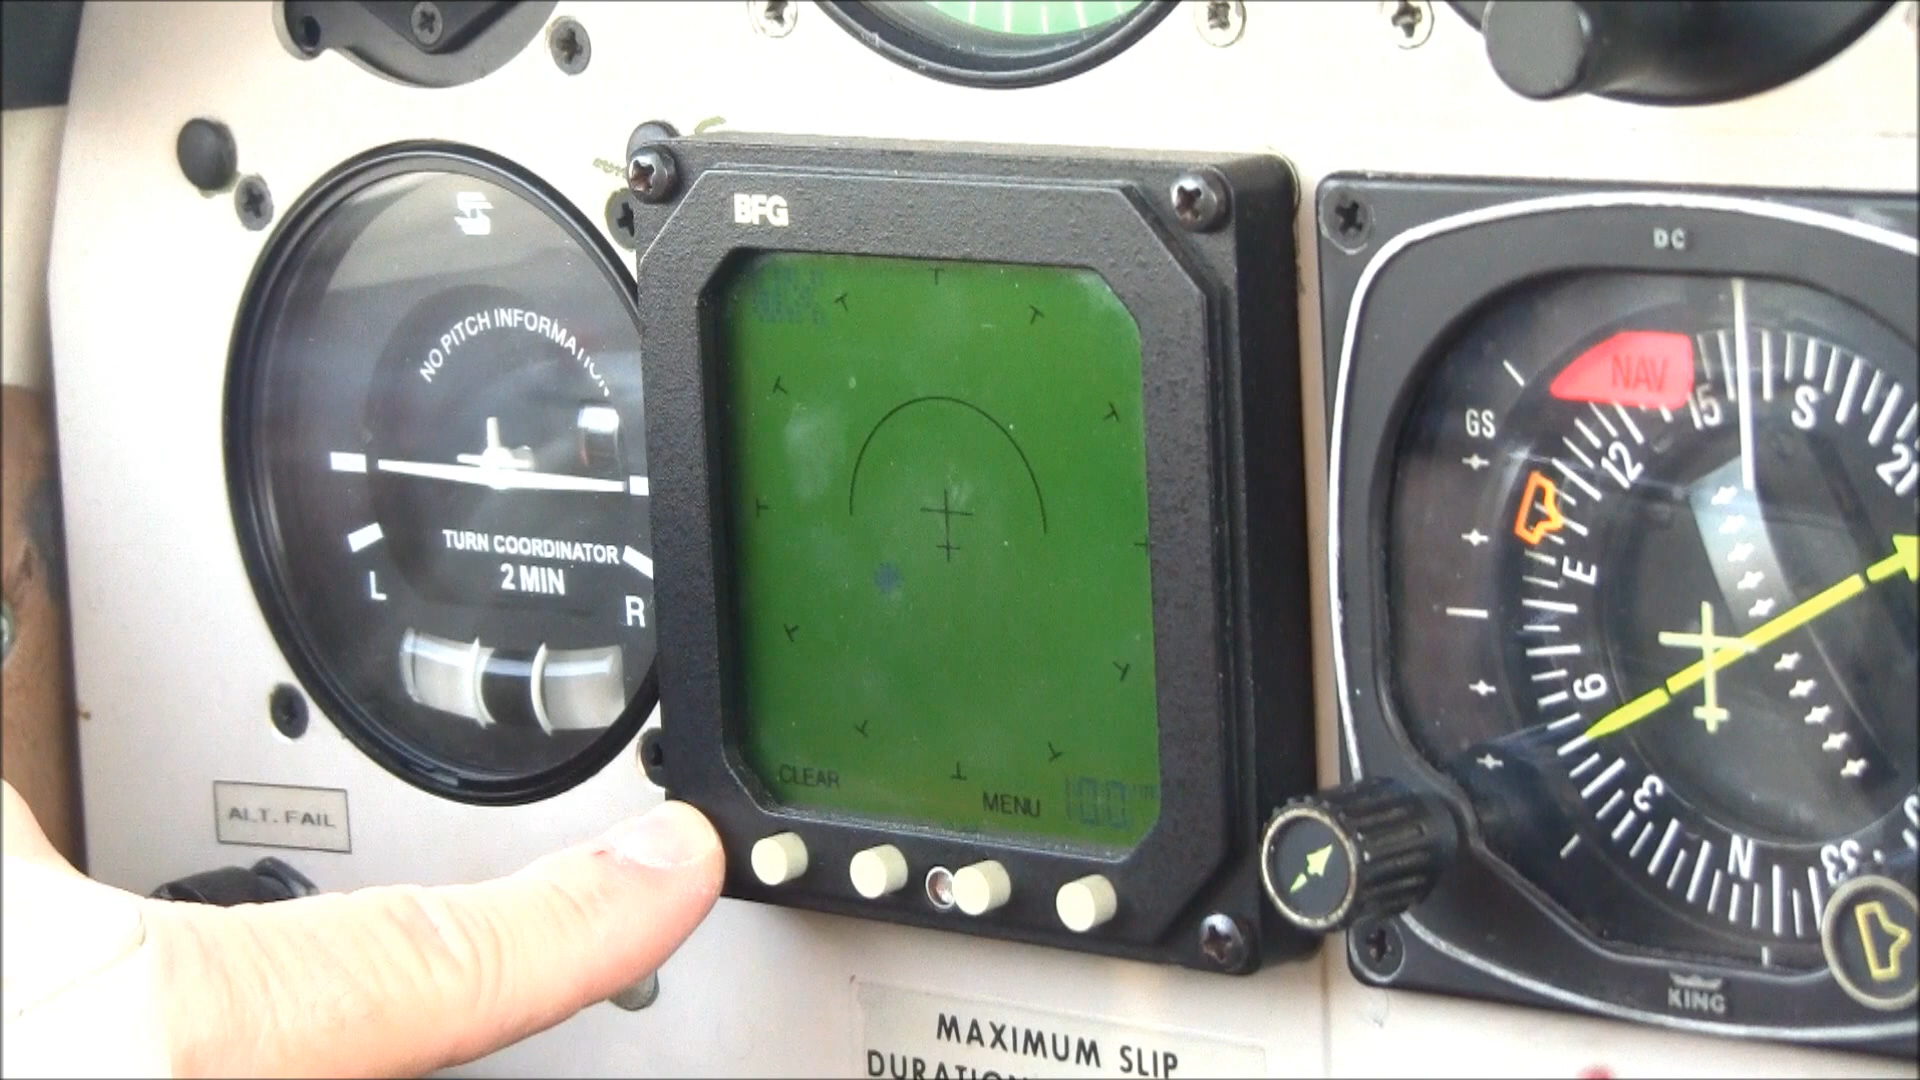 BFG
NO PITCH INFORMATION
TURN COORDINATOR
2 MIN
L
R
ALT. FAIL
CLEAR
MENU
100
DC
NAV
GS
15
S
21
12
E
6
3
N
33
KING
MAXIMUM SLIP